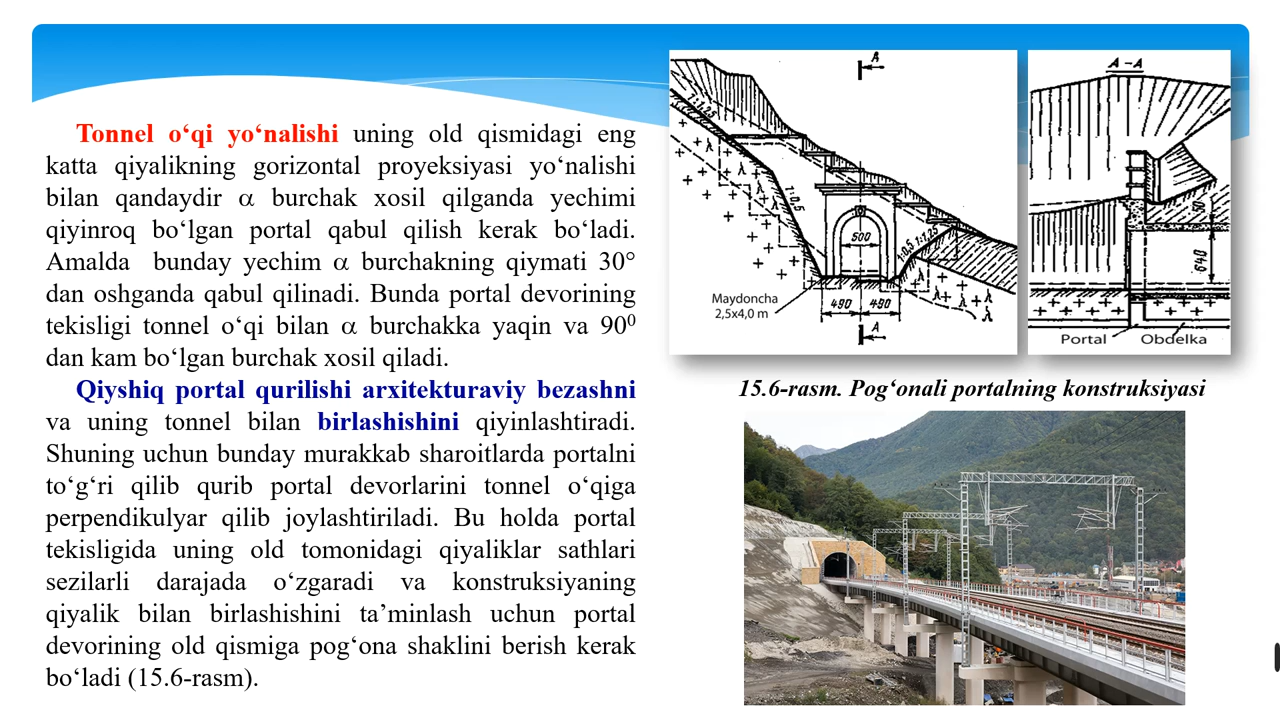 Tonnel o‘qi yo‘nalishi uning old qismidagi eng
katta qiyalikning gorizontal proyeksiyasi yo‘nalishi
bilan qandaydir α burchak xosil qilganda yechimi
qiyinroq bo‘lgan portal qabul qilish kerak bo‘ladi.
Amalda bunday yechim α burchakning qiymati 30°
dan oshganda qabul qilinadi. Bunda portal devorining
tekisligi tonnel o‘qi bilan α burchakka yaqin va 90⁰
dan kam bo‘lgan burchak xosil qiladi.
Qiyshiq portal qurilishi arxitekturaviy bezashni
va uning tonnel bilan birlashishini qiyinlashtiradi.
Shuning uchun bunday murakkab sharoitlarda portalni
to‘g‘ri qilib qurib portal devorlarini tonnel o‘qiga
perpendikulyar qilib joylashtiriladi. Bu holda portal
tekisligida uning old tomonidagi qiyaliklar sathlari
sezilarli darajada o‘zgaradi va konstruksiyaning
qiyalik bilan birlashishini ta’minlash uchun portal
devorining old qismiga pog‘ona shaklini berish kerak
bo‘ladi (15.6-rasm).
A
1:1,25
1:0,5
500
1:0,5 1:1,25
490 490
Maydoncha
2,5x4,0 m
A
A – A
50
640
Portal Obdelka
15.6-rasm. Pog‘onali portalning konstruksiyasi